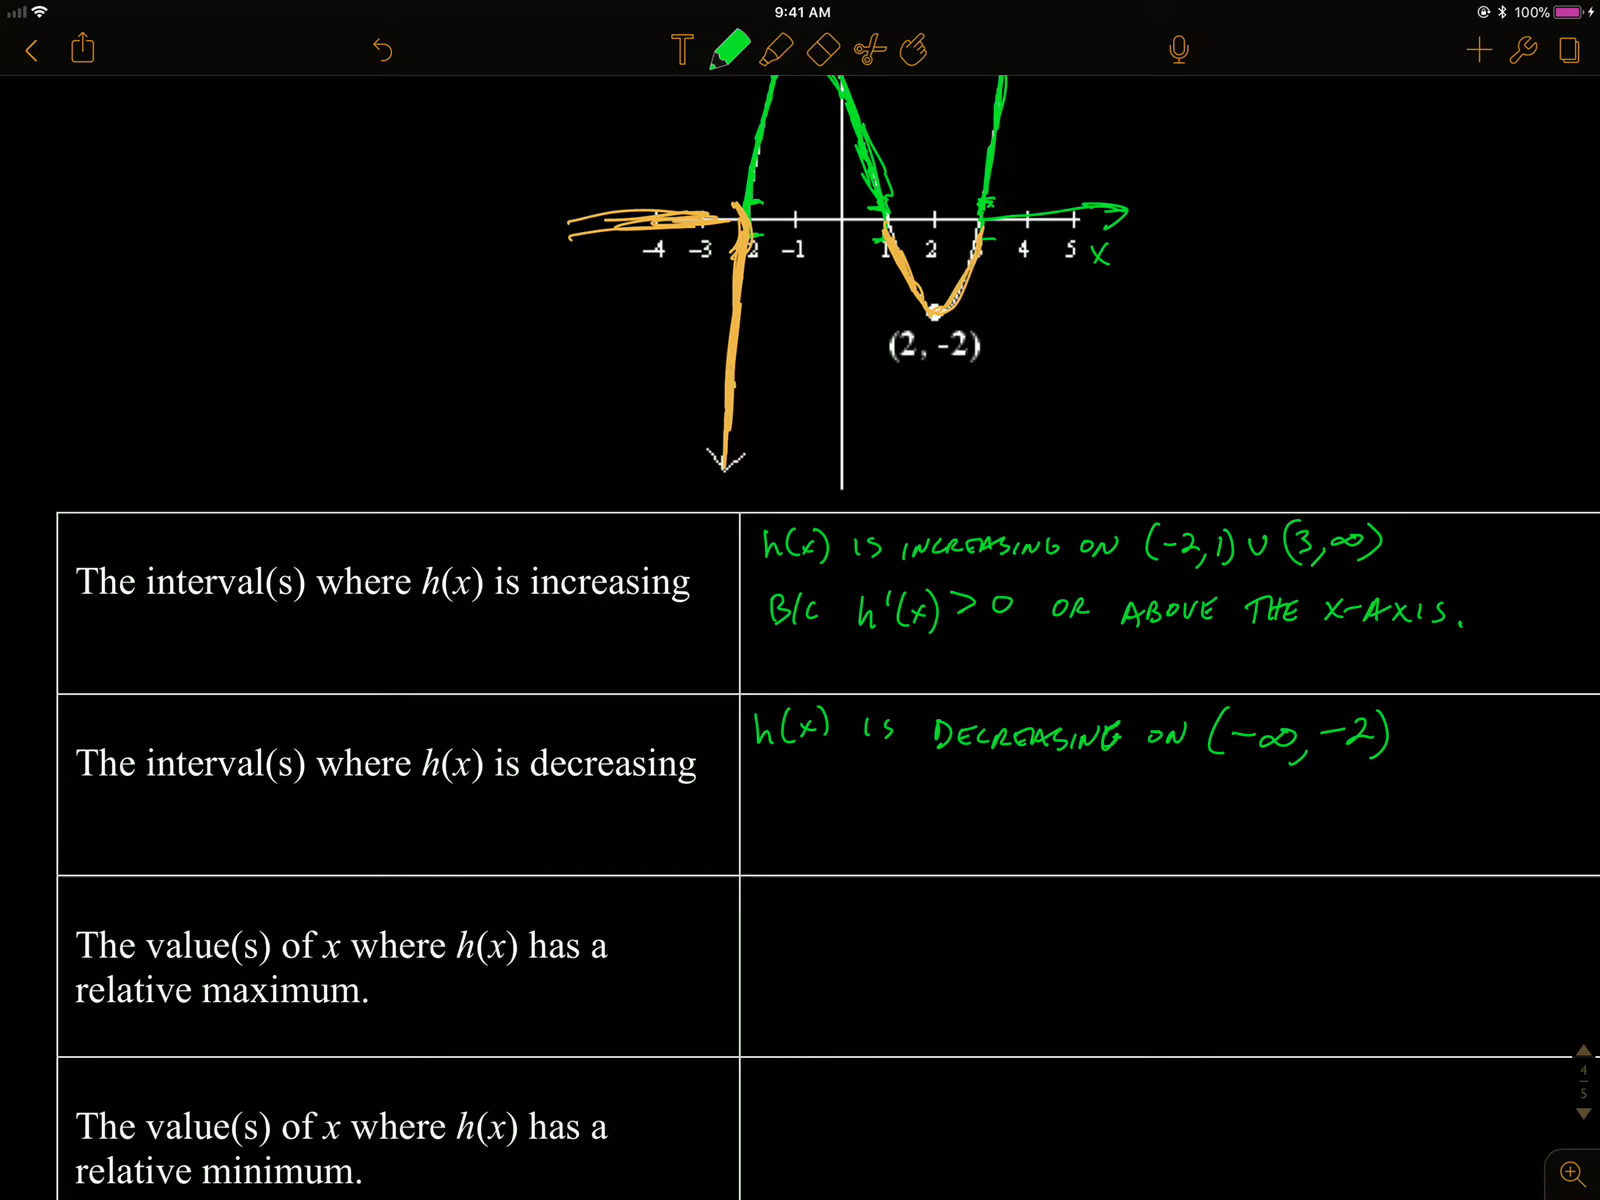 9:41 AM
100%
T
-4 -3 -2 -1 1 2 4 5 X
(2, -2)
The interval(s) where h(x) is increasing
h(x) IS INCREASING ON (-2,1) ∪ (3,∞)
B/C h'(x) > 0 OR ABOVE THE X-AXIS.
The interval(s) where h(x) is decreasing
h(x) IS DECREASING ON (-∞,-2)
The value(s) of x where h(x) has a
relative maximum.
The value(s) of x where h(x) has a
relative minimum.
4
5